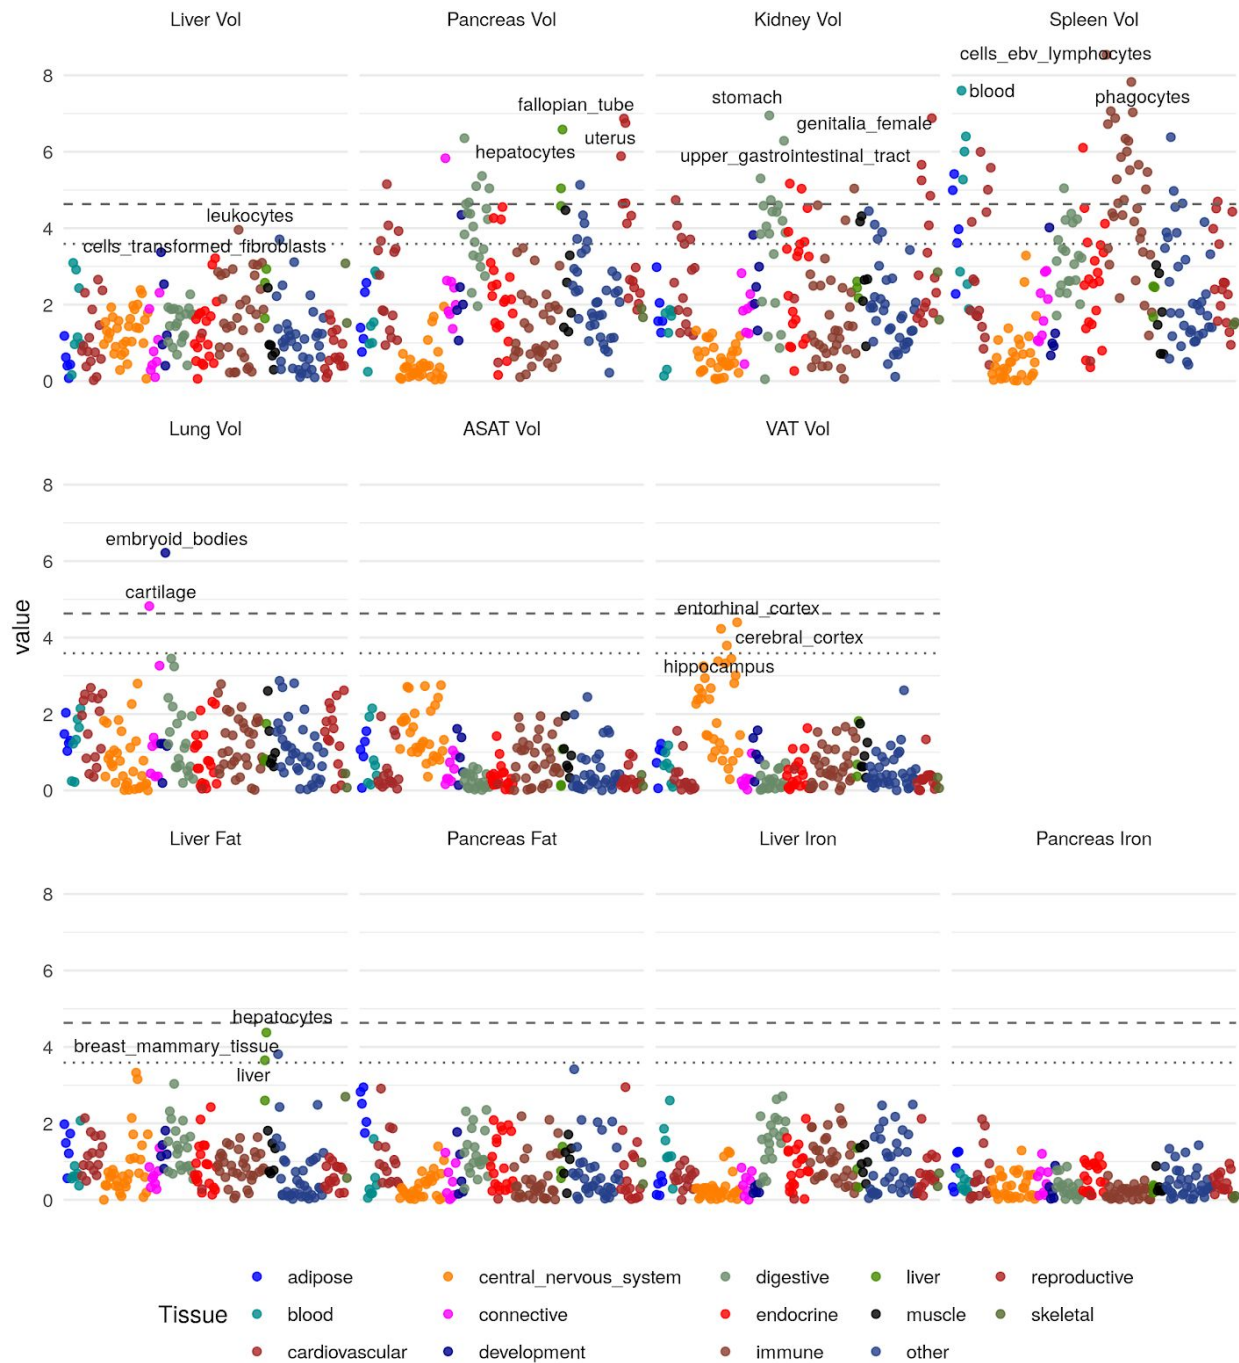 Liver Vol Pancreas Vol Kidney Vol Spleen Vol
cells_ebv_lymphocytes
8
blood
stomach
phagocytes
fallopian_tube
genitalia_female
uterus
6
hepatocytes
upper_gastrointestinal_tract
leukocytes
4
cells_transformed_fibroblasts
2
0
Lung Vol ASAT Vol VAT Vol
8
embryoid_bodies
6
cartilage
entorhinal_cortex
4
cerebral_cortex
hippocampus
2
0
value
Liver Fat Pancreas Fat Liver Iron Pancreas Iron
8
6
hepatocytes
4
breast_mammary_tissue
liver
2
0
Tissue
adipose central_nervous_system digestive liver reproductive
blood connective endocrine muscle skeletal
cardiovascular development immune other